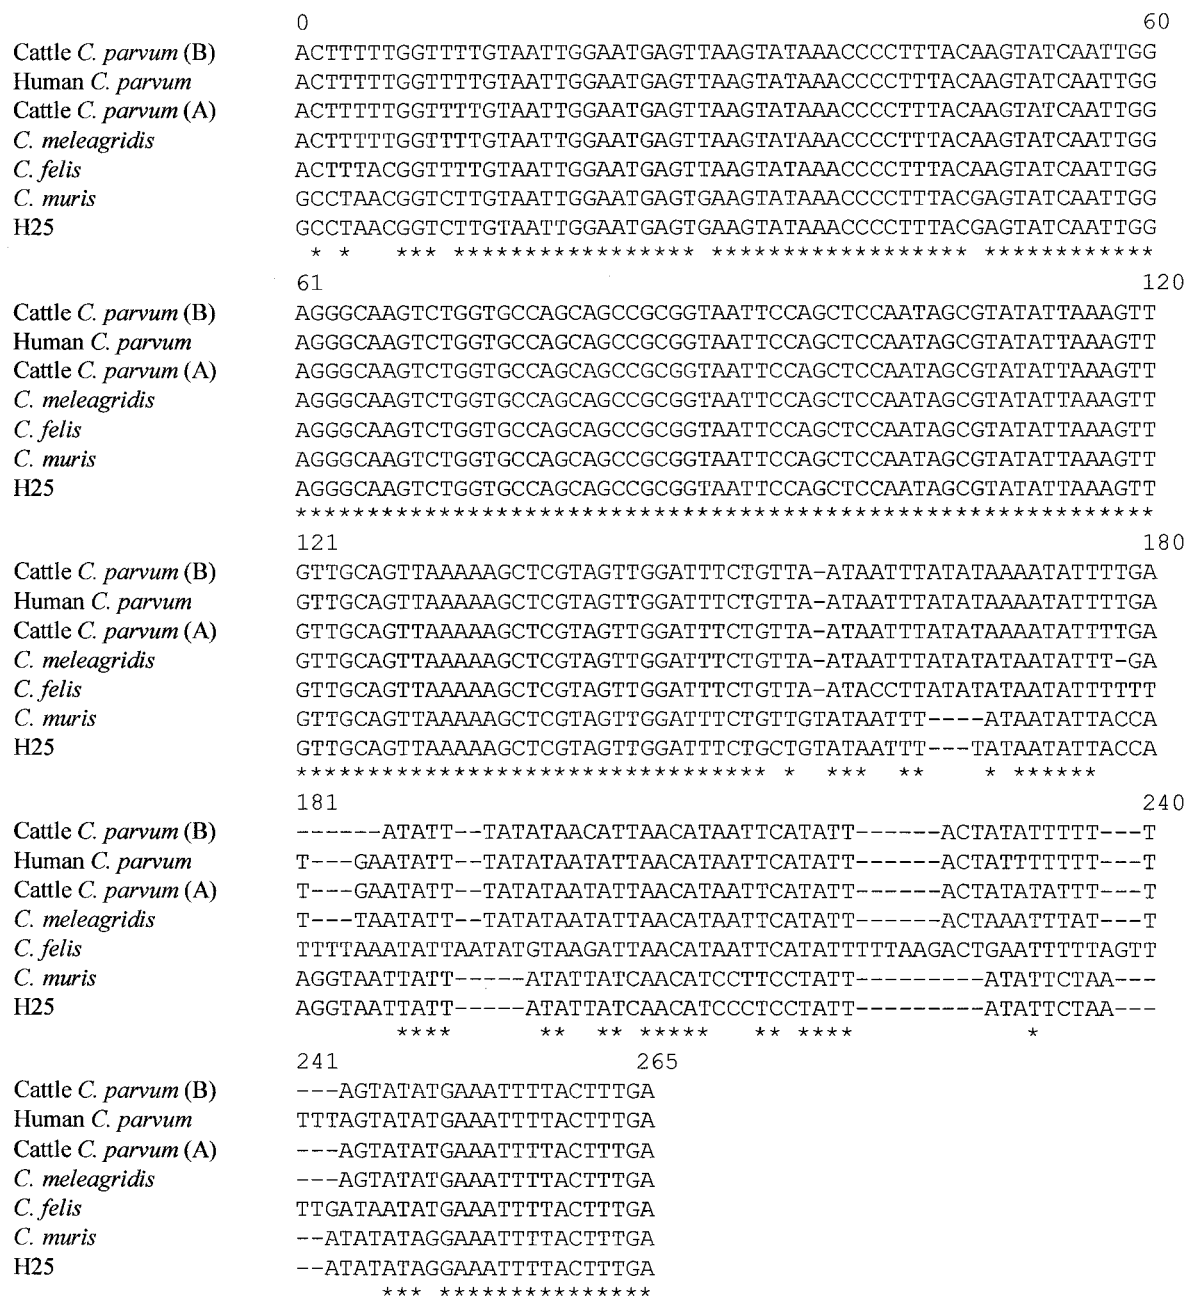 0 60
Cattle C. parvum (B) ACTTTTTGGTTTTGTAATTGGAATGAGTTAAGTATAAACCCCTTTACAAGTATCAATTGG
Human C. parvum ACTTTTTGGTTTTGTAATTGGAATGAGTTAAGTATAAACCCCTTTACAAGTATCAATTGG
Cattle C. parvum (A) ACTTTTTGGTTTTGTAATTGGAATGAGTTAAGTATAAACCCCTTTACAAGTATCAATTGG
C. meleagridis ACTTTTTGGTTTTGTAATTGGAATGAGTTAAGTATAAACCCCTTTACAAGTATCAATTGG
C. felis ACTTTACGGTTTTGTAATTGGAATGAGTTAAGTATAAACCCCTTTACAAGTATCAATTGG
C. muris GCCTAACGGTCTTGTAATTGGAATGAGTGAAGTATAAACCCCTTTACGAGTATCAATTGG
H25 GCCTAACGGTCTTGTAATTGGAATGAGTGAAGTATAAACCCCTTTACGAGTATCAATTGG
* * *** ***************** ****************** ************
61 120
Cattle C. parvum (B) AGGGCAAGTCTGGTGCCAGCAGCCGCGGTAATTCCAGCTCCAATAGCGTATATTAAAGTT
Human C. parvum AGGGCAAGTCTGGTGCCAGCAGCCGCGGTAATTCCAGCTCCAATAGCGTATATTAAAGTT
Cattle C. parvum (A) AGGGCAAGTCTGGTGCCAGCAGCCGCGGTAATTCCAGCTCCAATAGCGTATATTAAAGTT
C. meleagridis AGGGCAAGTCTGGTGCCAGCAGCCGCGGTAATTCCAGCTCCAATAGCGTATATTAAAGTT
C. felis AGGGCAAGTCTGGTGCCAGCAGCCGCGGTAATTCCAGCTCCAATAGCGTATATTAAAGTT
C. muris AGGGCAAGTCTGGTGCCAGCAGCCGCGGTAATTCCAGCTCCAATAGCGTATATTAAAGTT
H25 AGGGCAAGTCTGGTGCCAGCAGCCGCGGTAATTCCAGCTCCAATAGCGTATATTAAAGTT
************************************************************
121 180
Cattle C. parvum (B) GTTGCAGTTAAAAAGCTCGTAGTTGGATTTCTGTTA-ATAATTTATATAAAATATTTTGA
Human C. parvum GTTGCAGTTAAAAAGCTCGTAGTTGGATTTCTGTTA-ATAATTTATATAAAATATTTTGA
Cattle C. parvum (A) GTTGCAGTTAAAAAGCTCGTAGTTGGATTTCTGTTA-ATAATTTATATAAAATATTTTGA
C. meleagridis GTTGCAGTTAAAAAGCTCGTAGTTGGATTTCTGTTA-ATAATTTATATATAATATTT-GA
C. felis GTTGCAGTTAAAAAGCTCGTAGTTGGATTTCTGTTA-ATACCTTATATATAATATTTTTT
C. muris GTTGCAGTTAAAAAGCTCGTAGTTGGATTTCTGTTGTATAATTT----ATAATATTACCA
H25 GTTGCAGTTAAAAAGCTCGTAGTTGGATTTCTGCTGTATAATTT---TATAATATTACCA
********************************* * *** ** * ******
181 240
Cattle C. parvum (B) ------ATATT--TATATAACATTAACATAATTCATATT------ACTATATTTTT---T
Human C. parvum T---GAATATT--TATATAATATTAACATAATTCATATT------ACTATTTTTTT---T
Cattle C. parvum (A) T---GAATATT--TATATAATATTAACATAATTCATATT------ACTATATATTT---T
C. meleagridis T---TAATATT--TATATAATATTAACATAATTCATATT------ACTAAATTTAT---T
C. felis TTTTAAATATTAATATGTAAGATTAACATAATTCATATTTTTAAGACTGAATTTTTAGTT
C. muris AGGTAATTATT-----ATATTATCAACATCCTTCCTATT---------ATATTCTAA---
H25 AGGTAATTATT-----ATATTATCAACATCCCTCCTATT---------ATATTCTAA---
**** ** ** ***** ** **** *
241 265
Cattle C. parvum (B) ---AGTATATGAAATTTTACTTTGA
Human C. parvum TTTAGTATATGAAATTTTACTTTGA
Cattle C. parvum (A) ---AGTATATGAAATTTTACTTTGA
C. meleagridis ---AGTATATGAAATTTTACTTTGA
C. felis TTGATAATATGAAATTTTACTTTGA
C. muris --ATATATAGGAAATTTTACTTTGA
H25 --ATATATAGGAAATTTTACTTTGA
*** ***************